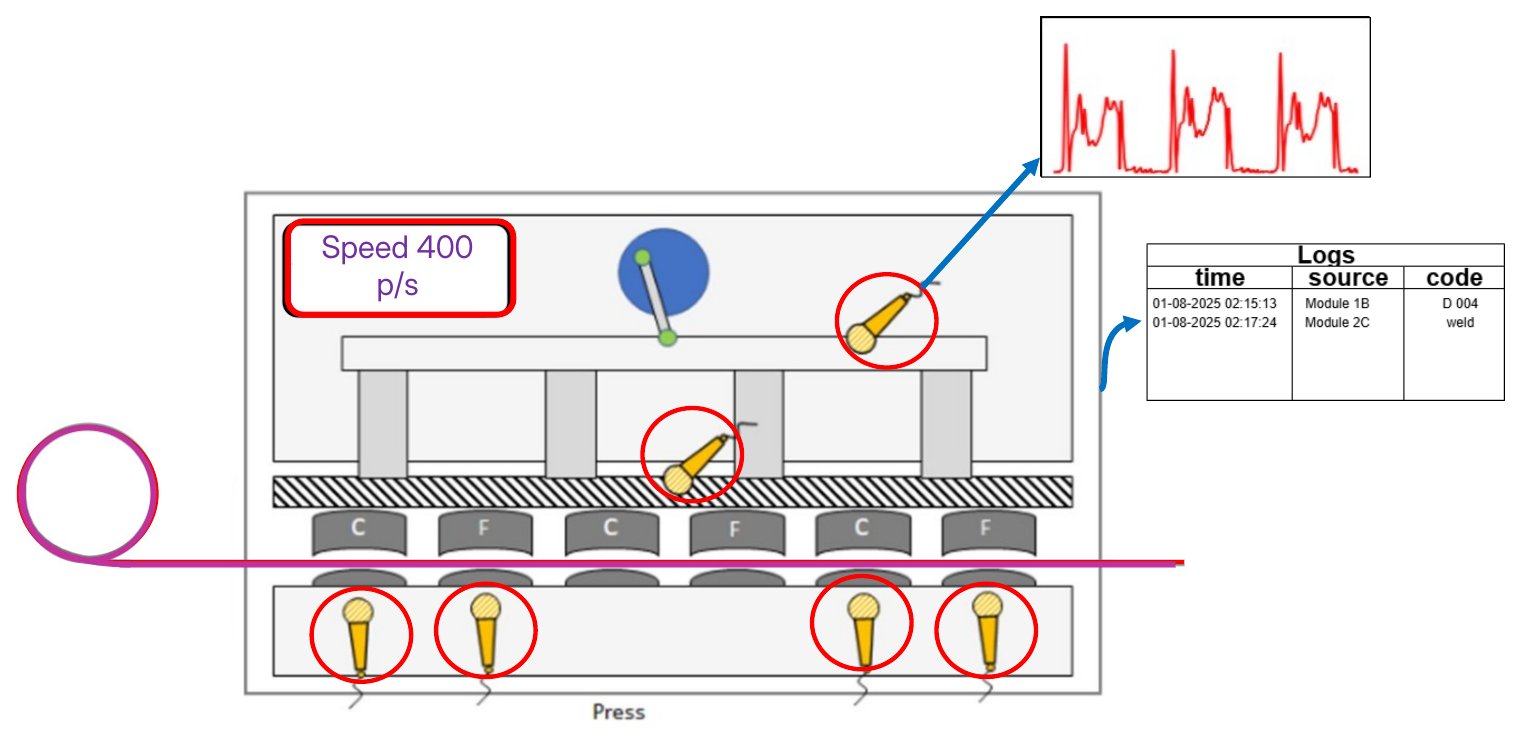 Speed 400
p/s
Logs
time source code
01-08-2025 02:15:13 Module 1B D 004
01-08-2025 02:17:24 Module 2C weld
C F C F C F
Press